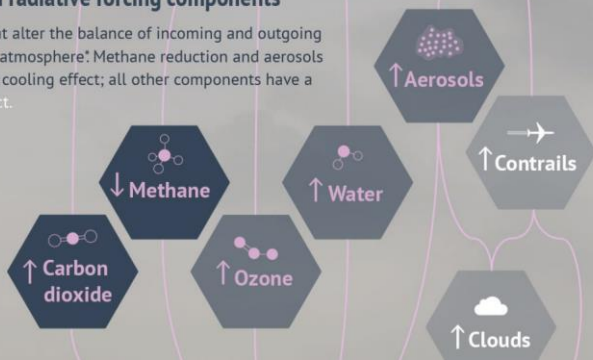 radiative forcing components
alter the balance of incoming and outgoing
atmosphere*. Methane reduction and aerosols
cooling effect; all other components have a
↑ Aerosols
↑ Contrails
↓ Methane
↑ Water
↑ Carbon
dioxide
↑ Ozone
↑ Clouds